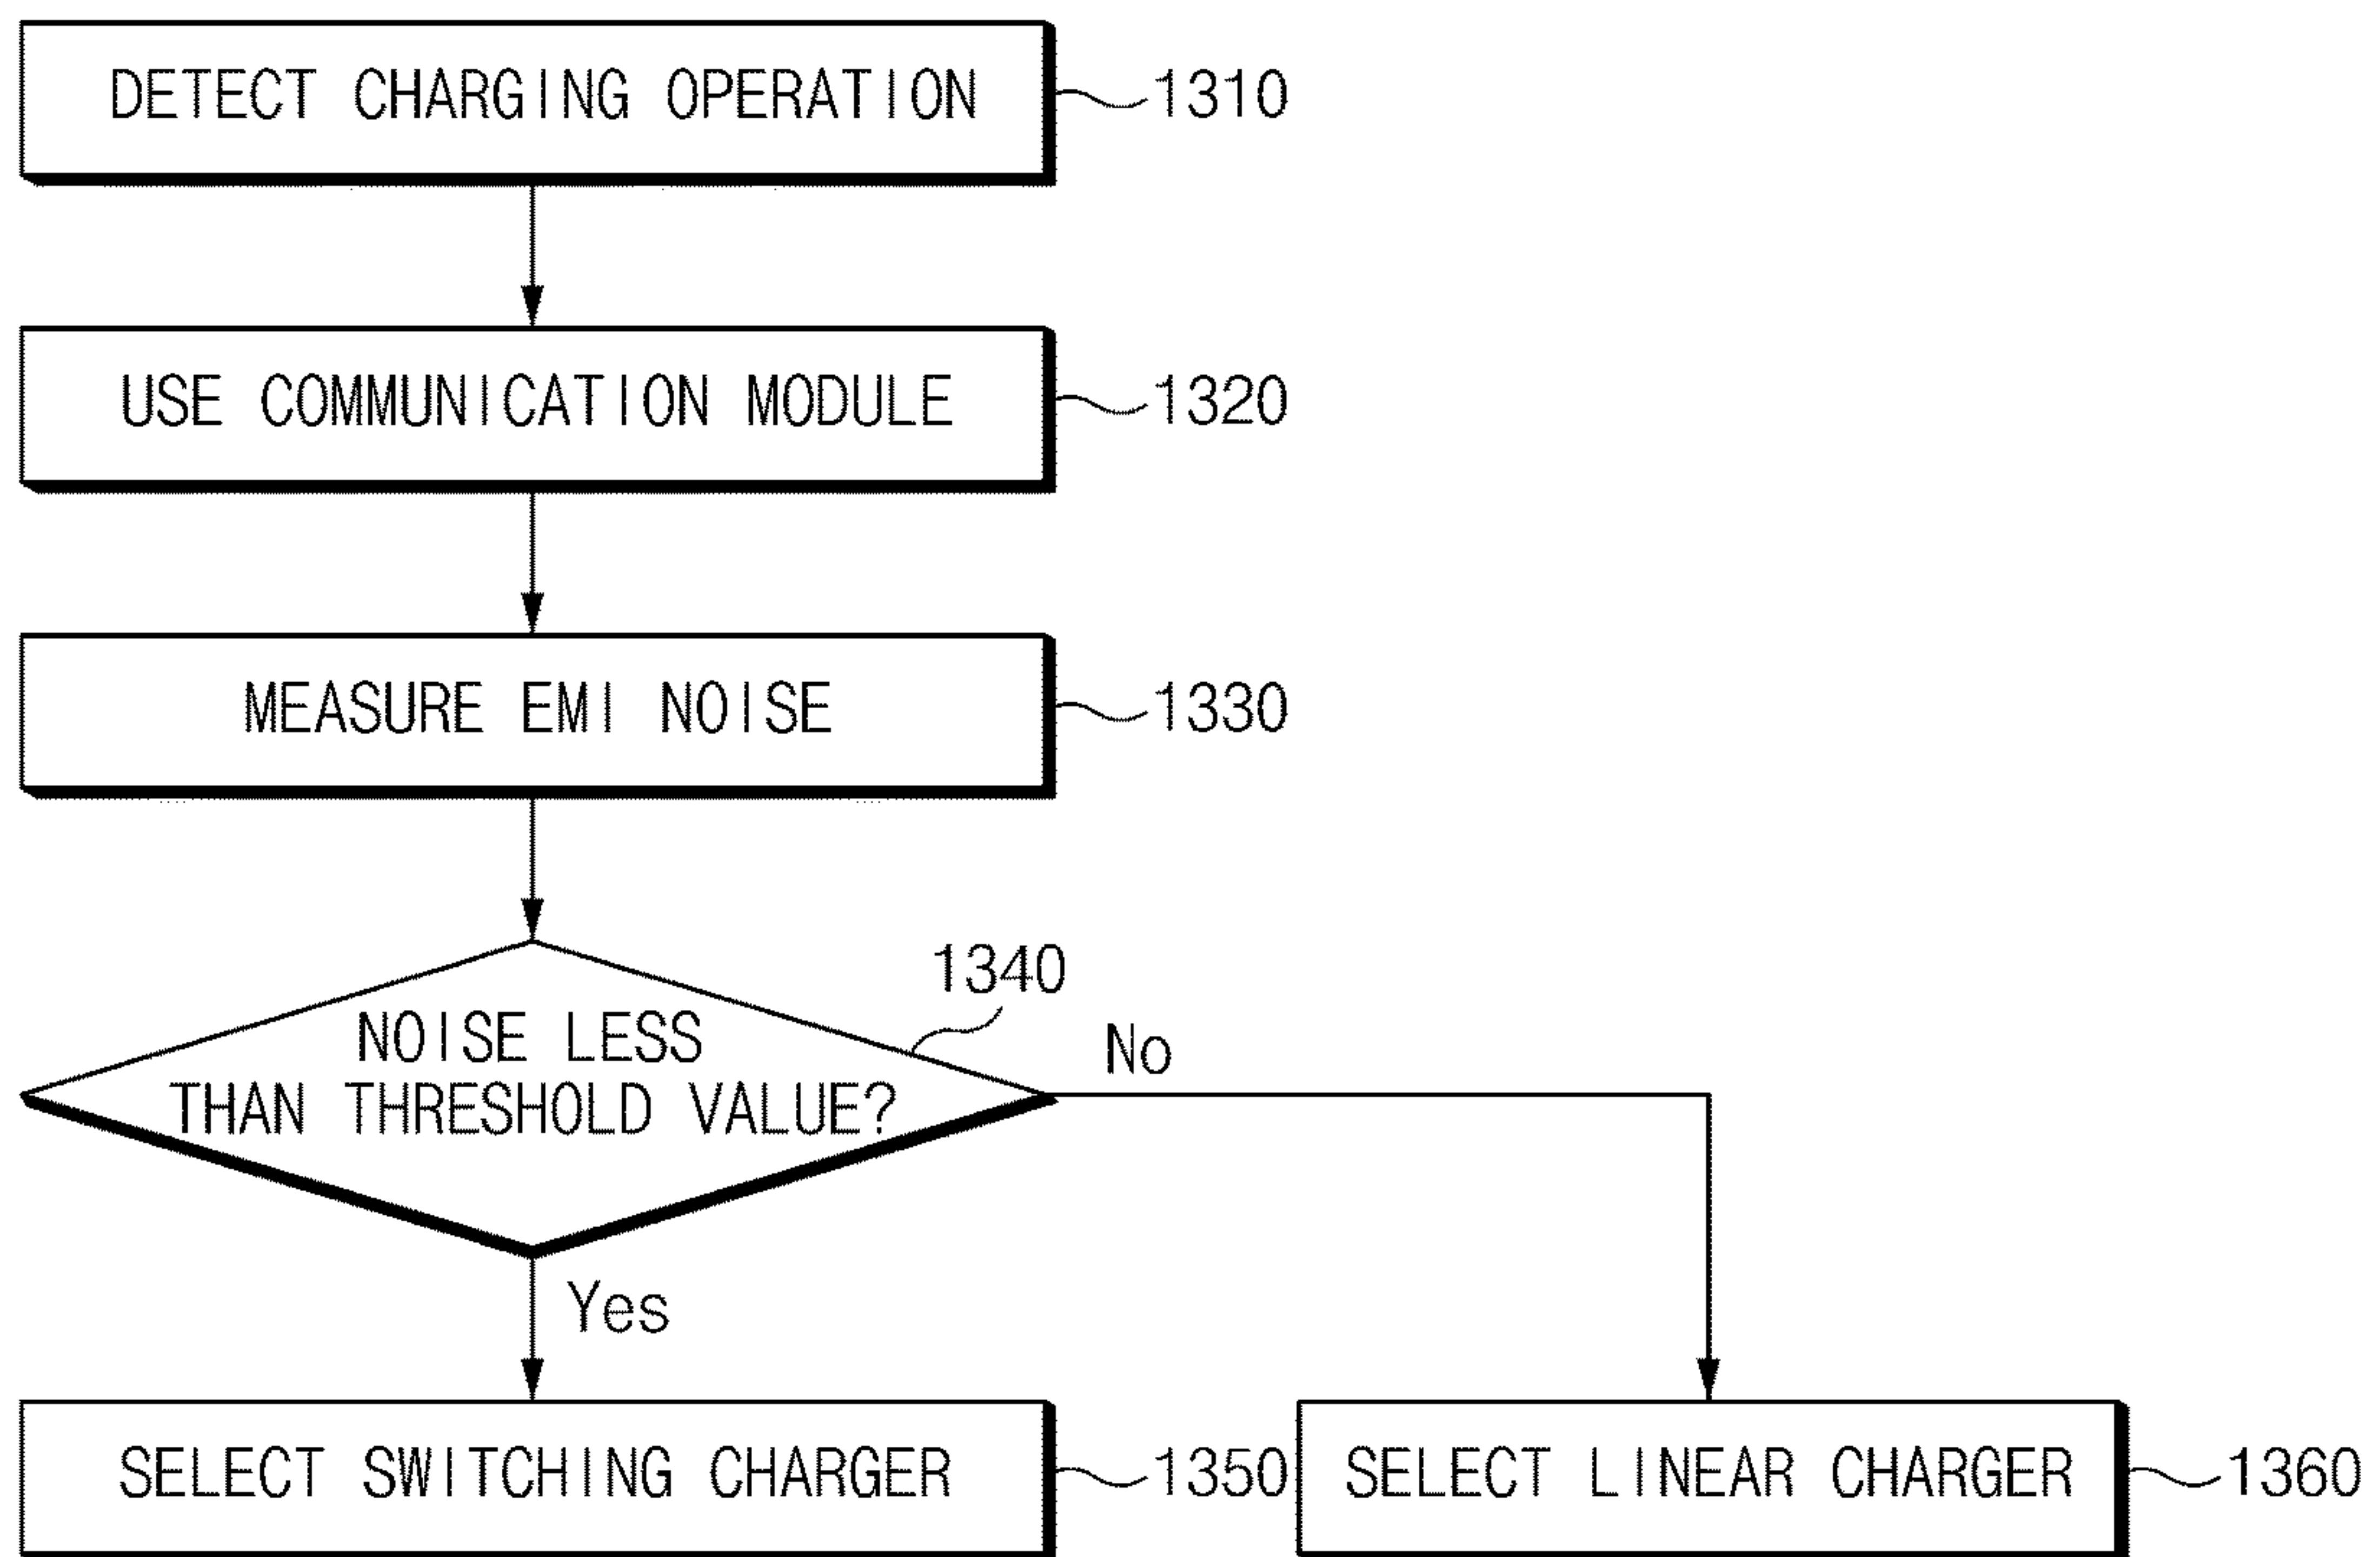 DETECT CHARGING OPERATION
1310
USE COMMUNICATION MODULE
1320
MEASURE EMI NOISE
1330
1340
NOISE LESS
THAN THRESHOLD VALUE?
No
Yes
SELECT SWITCHING CHARGER
1350
SELECT LINEAR CHARGER
1360